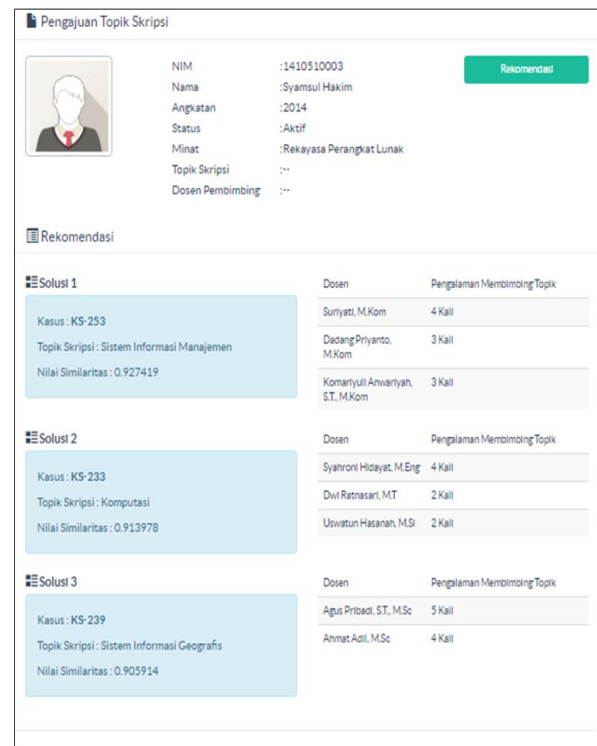 Pengajuan Topik Skripsi
NIM :1410510003
Rekomendasi
Nama :Syamsul Hakim
Angkatan :2014
Status :Aktif
Minat :Rekayasa Perangkat Lunak
Topik Skripsi :--
Dosen Pembimbing :--
Rekomendasi
Solusi 1
Kasus : KS-253
Topik Skripsi : Sistem Informasi Manajemen
Nilai Similaritas : 0.927419
Dosen Pengalaman Membimbing Topik
Suriyati, M.Kom 4 Kali
Dadang Priyanto, 3 Kali
M.Kom
Komariyuli Anwariyah, 3 Kali
S.T., M.Kom
Solusi 2
Kasus : KS-233
Topik Skripsi : Komputasi
Nilai Similaritas : 0.913978
Dosen Pengalaman Membimbing Topik
Syahroni Hidayat, M.Eng 4 Kali
Dwi Ratnasari, M.T 2 Kali
Uswatun Hasanah, M.Si 2 Kali
Solusi 3
Kasus : KS-239
Topik Skripsi : Sistem Informasi Geografis
Nilai Similaritas : 0.905914
Dosen Pengalaman Membimbing Topik
Agus Pribadi, S.T., M.Sc 5 Kali
Ahmat Adil, M.Sc 4 Kali